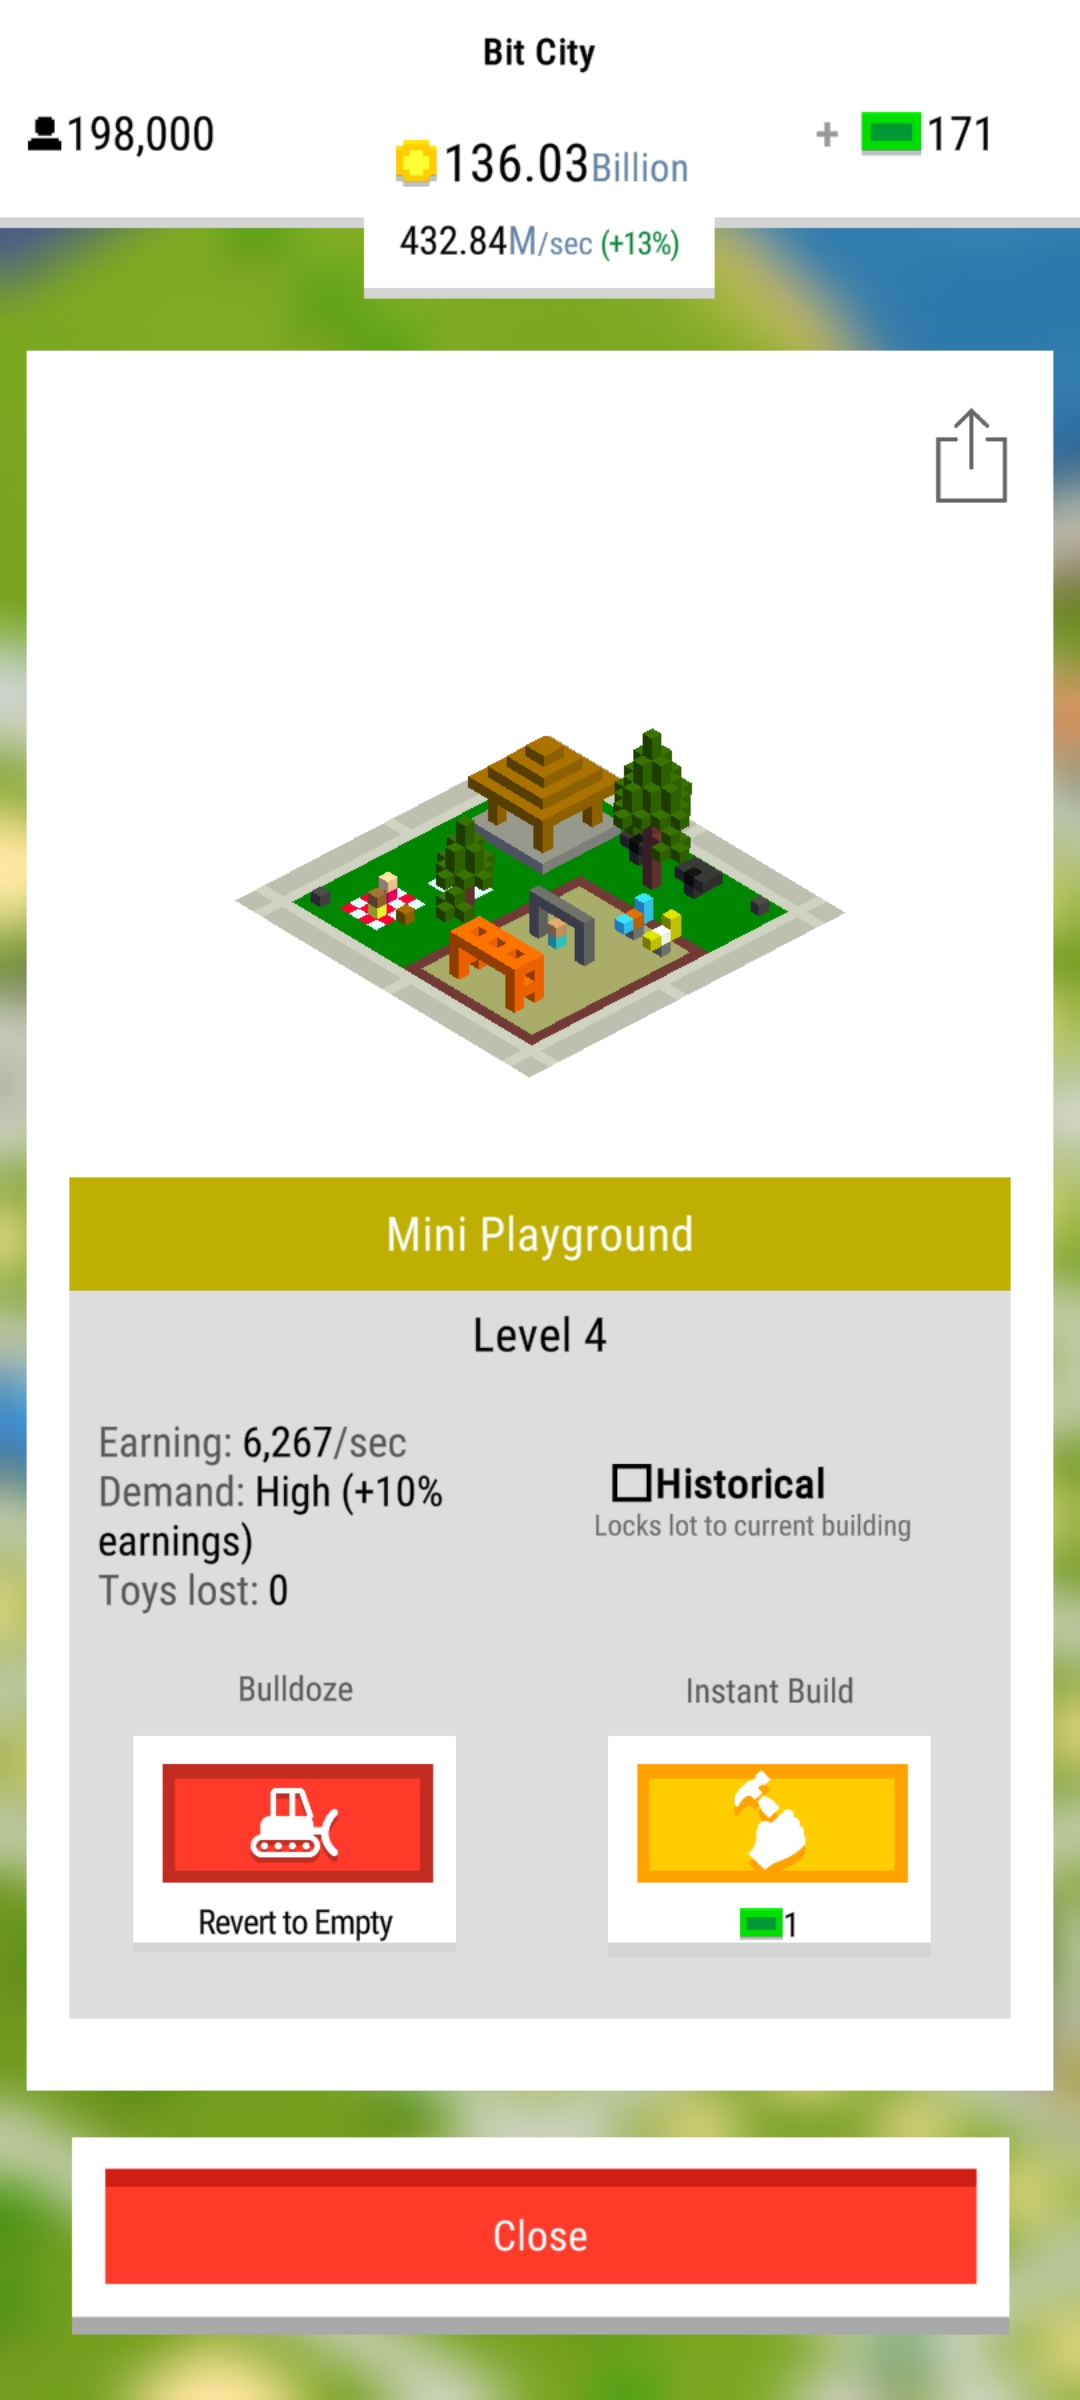 Bit City
198,000
136.03Billion
+ 171
432.84M/sec (+13%)
Mini Playground
Level 4
Earning: 6,267/sec
Demand: High (+10%
earnings)
Toys lost: 0
Historical
Locks lot to current building
Bulldoze
Instant Build
Revert to Empty
1
Close